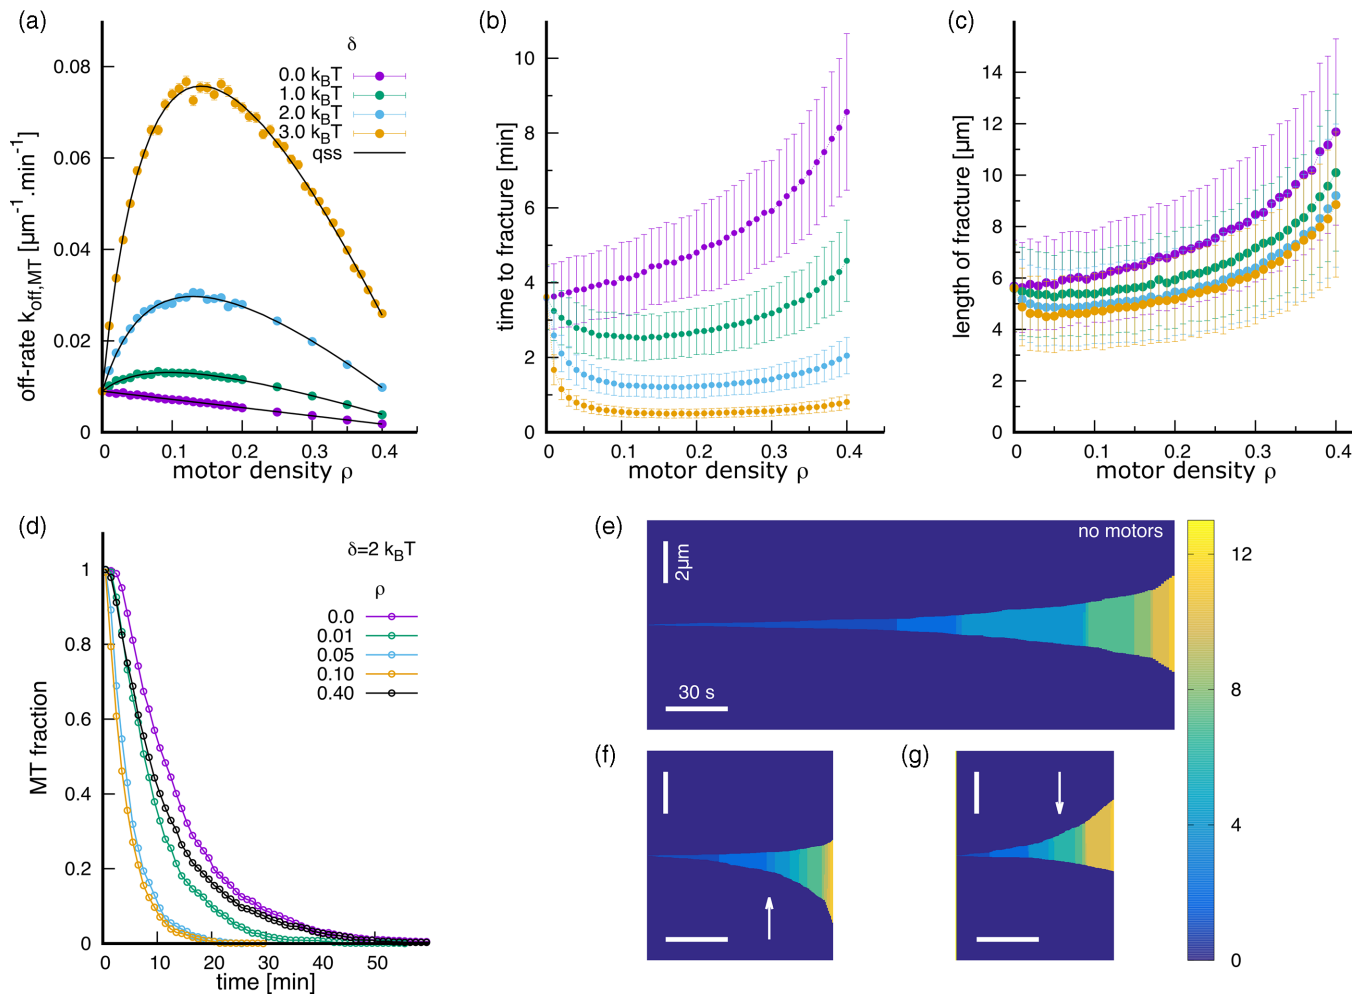 (a)
off-rate k_off,MT [μm⁻¹.min⁻¹]
0.08
0.06
0.04
0.02
0
δ
0.0 k_BT
1.0 k_BT
2.0 k_BT
3.0 k_BT
qss
0 0.1 0.2 0.3 0.4
motor density ρ
(b)
time to fracture [min]
10
8
6
4
2
0
0 0.1 0.2 0.3 0.4
motor density ρ
(c)
length of fracture [μm]
14
12
10
8
6
4
2
0
0 0.1 0.2 0.3 0.4
motor density ρ
(d)
MT fraction
1
0.8
0.6
0.4
0.2
0
δ=2 k_BT
ρ
0.0
0.01
0.05
0.10
0.40
0 10 20 30 40 50
time [min]
(e)
no motors
2μm
30 s
(f)
(g)
12
8
4
0